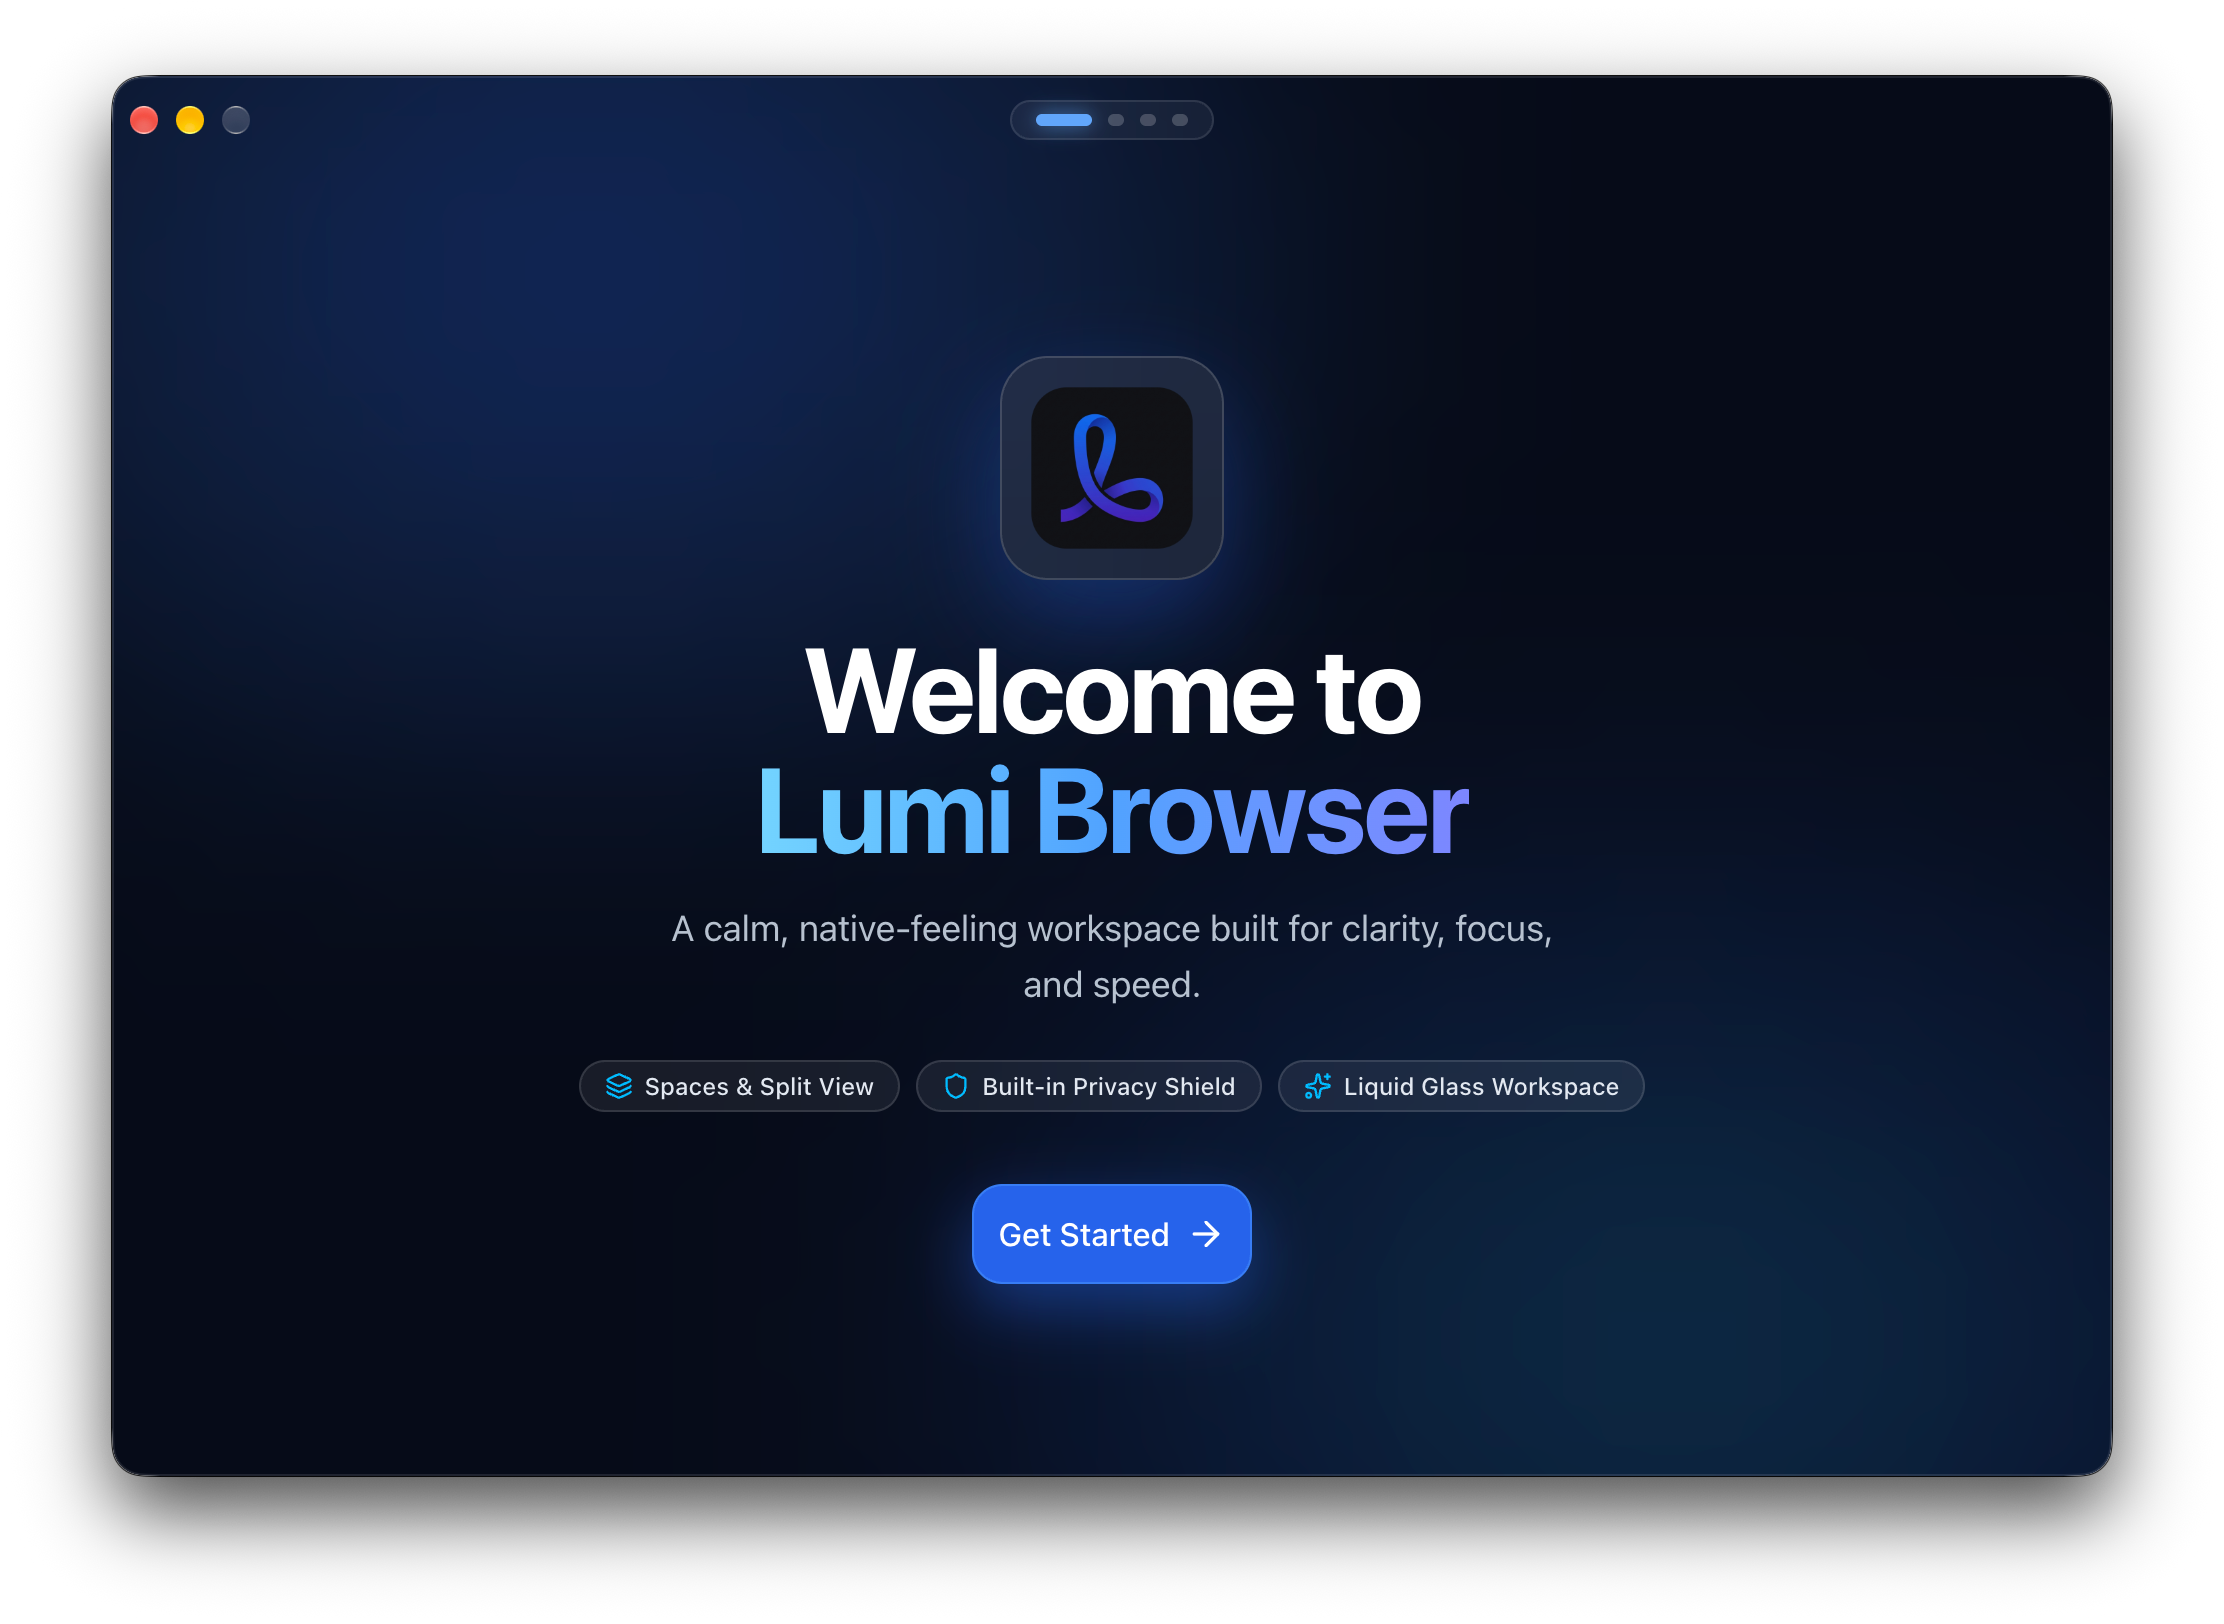 Welcome to
Lumi Browser
A calm, native-feeling workspace built for clarity, focus,
and speed.
Spaces & Split View
Built-in Privacy Shield
Liquid Glass Workspace
Get Started